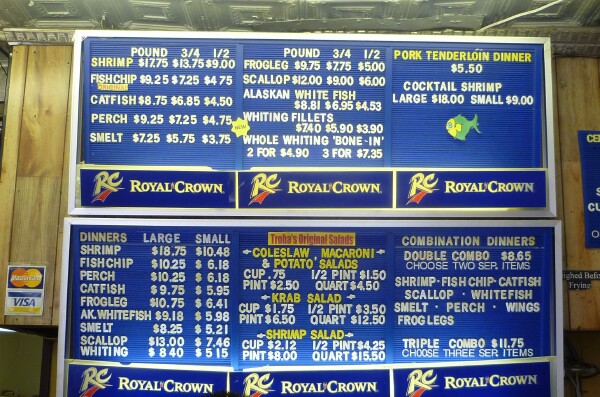 POUND 3/4 1/2
SHRIMP $17.75 $13.75 $9.00
FISHCHIP $9.25 $7.25 $4.75
ORIGINAL
CATFISH $8.75 $6.85 $4.50
PERCH $9.25 $7.25 $4.75
SMELT $7.25 $5.75 $3.75
POUND 3/4 1/2
FROGLEG $9.75 $7.75 $5.00
SCALLOP $12.00 $9.00 $6.00
ALASKAN WHITE FISH
$8.81 $6.95 $4.53
WHITING FILLETS
NEW
$7.40 $5.90 $3.90
WHOLE WHITING 'BONE-IN'
2 FOR $4.90 3 FOR $7.35
PORK TENDERLOIN DINNER
$5.50
COCKTAIL SHRIMP
LARGE $18.00 SMALL $9.00
RC ROYAL CROWN
RC ROYAL CROWN
RC ROYAL CROWN
DINNERS LARGE SMALL
SHRIMP $18.75 $10.48
FISHCHIP $10.25 $6.18
PERCH $10.25 $6.18
CATFISH $9.75 $5.95
FROGLEG $10.75 $6.41
AK.WHITEFISH $9.18 $5.98
SMELT $8.25 $5.21
SCALLOP $13.00 $7.46
WHITING $8.40 $5.15
Troha's Original Salads
COLESLAW MACARONI
& POTATO SALADS
CUP .75 1/2 PINT $1.50
PINT $2.50 QUART $4.50
KRAB SALAD
CUP $1.75 1/2 PINT $3.50
PINT $6.50 QUART $12.50
SHRIMP SALAD
CUP $2.12 1/2 PINT $4.25
PINT $8.00 QUART $15.50
COMBINATION DINNERS
DOUBLE COMBO $8.65
CHOOSE TWO SER. ITEMS
SHRIMP·FISH CHIP·CATFISH
SCALLOP · WHITEFISH
SMELT · PERCH · WINGS
FROG LEGS
TRIPLE COMBO $11.75
CHOOSE THREE SER. ITEMS
RC ROYAL CROWN
RC ROYAL CROWN
RC ROYAL CROWN
MasterCard
VISA
Before
Frying